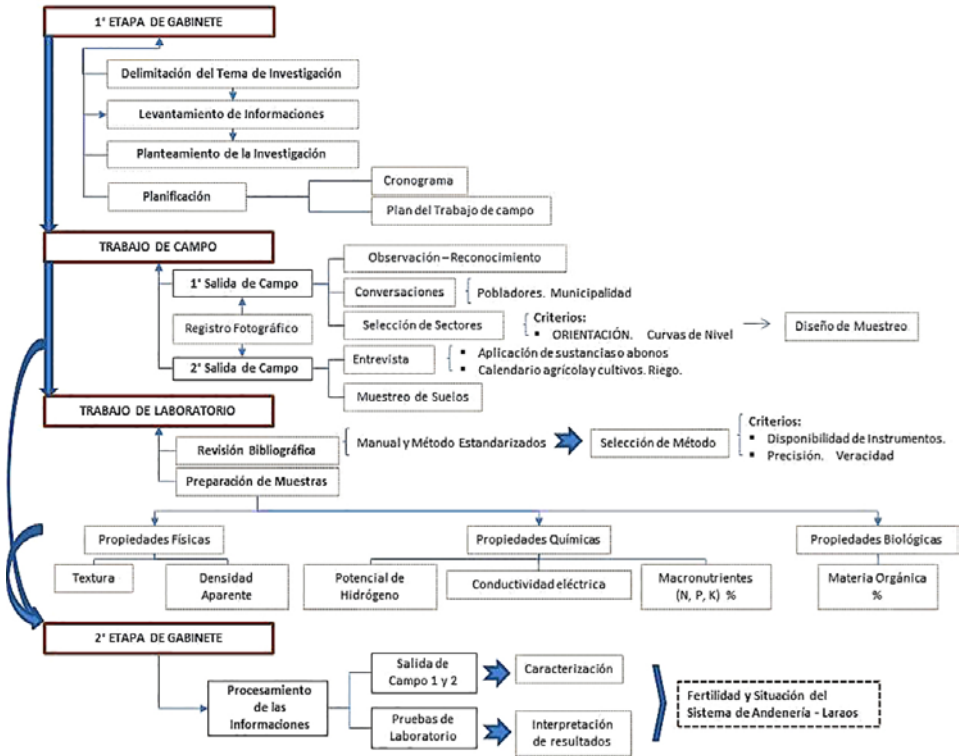 1° ETAPA DE GABINETE
Delimitación del Tema de Investigación
Levantamiento de Informaciones
Planteamiento de la Investigación
Planificación
Cronograma
Plan del Trabajo de campo
TRABAJO DE CAMPO
1° Salida de Campo
Observación – Reconocimiento
Conversaciones
Pobladores. Municipalidad
Registro Fotográfico
Selección de Sectores
Criterios:
▪ ORIENTACIÓN. Curvas de Nivel
Diseño de Muestreo
2° Salida de Campo
Entrevista
▪ Aplicación de sustancias o abonos
▪ Calendario agrícola y cultivos. Riego.
Muestreo de Suelos
TRABAJO DE LABORATORIO
Revisión Bibliográfica
Manual y Método Estandarizados
Selección de Método
Criterios:
▪ Disponibilidad de Instrumentos.
▪ Precisión. Veracidad
Preparación de Muestras
Propiedades Físicas
Propiedades Químicas
Propiedades Biológicas
Textura
Densidad
Aparente
Potencial de
Hidrógeno
Conductividad eléctrica
Macronutrientes
(N, P, K) %
Materia Orgánica
%
2° ETAPA DE GABINETE
Procesamiento
de las
Informaciones
Salida de
Campo 1 y 2
Caracterización
Pruebas de
Laboratorio
Interpretación
de resultados
Fertilidad y Situación del
Sistema de Andenería - Laraos